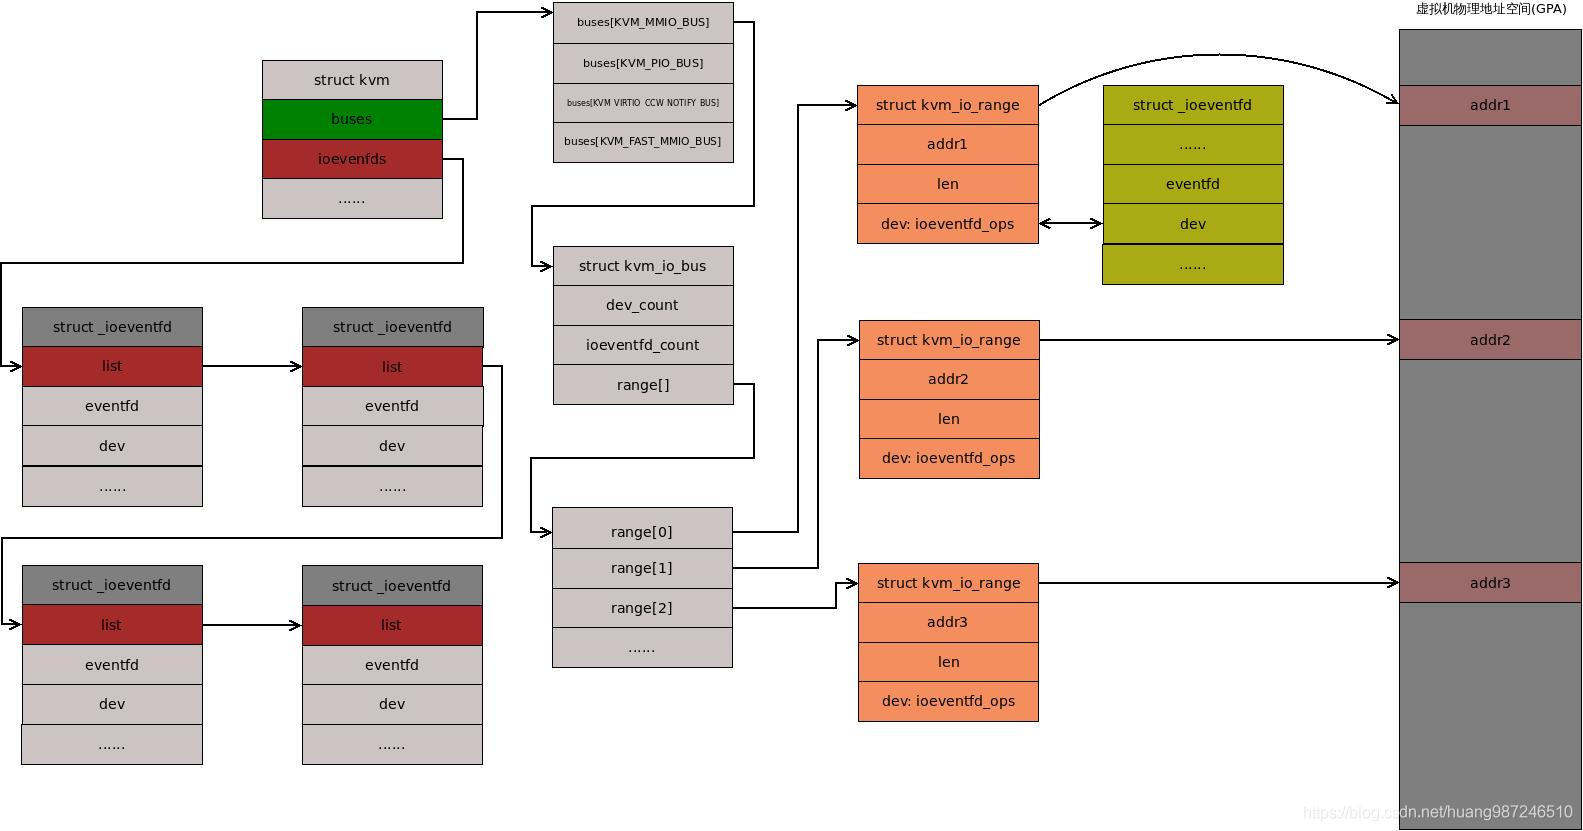 虚拟机物理地址空间(GPA)
struct kvm
buses
ioevenfds
......
buses[KVM_MMIO_BUS]
buses[KVM_PIO_BUS]
buses[KVM_VIRTIO_CCW_NOTIFY_BUS]
buses[KVM_FAST_MMIO_BUS]
struct kvm_io_bus
dev_count
ioeventfd_count
range[]
range[0]
range[1]
range[2]
......
struct _ioeventfd
list
eventfd
dev
......
struct _ioeventfd
list
eventfd
dev
......
struct _ioeventfd
list
eventfd
dev
......
struct _ioeventfd
list
eventfd
dev
......
struct kvm_io_range
addr1
len
dev: ioeventfd_ops
struct _ioeventfd
......
eventfd
dev
......
struct kvm_io_range
addr2
len
dev: ioeventfd_ops
struct kvm_io_range
addr3
len
dev: ioeventfd_ops
addr1
addr2
addr3
https://blog.csdn.net/huang987246510